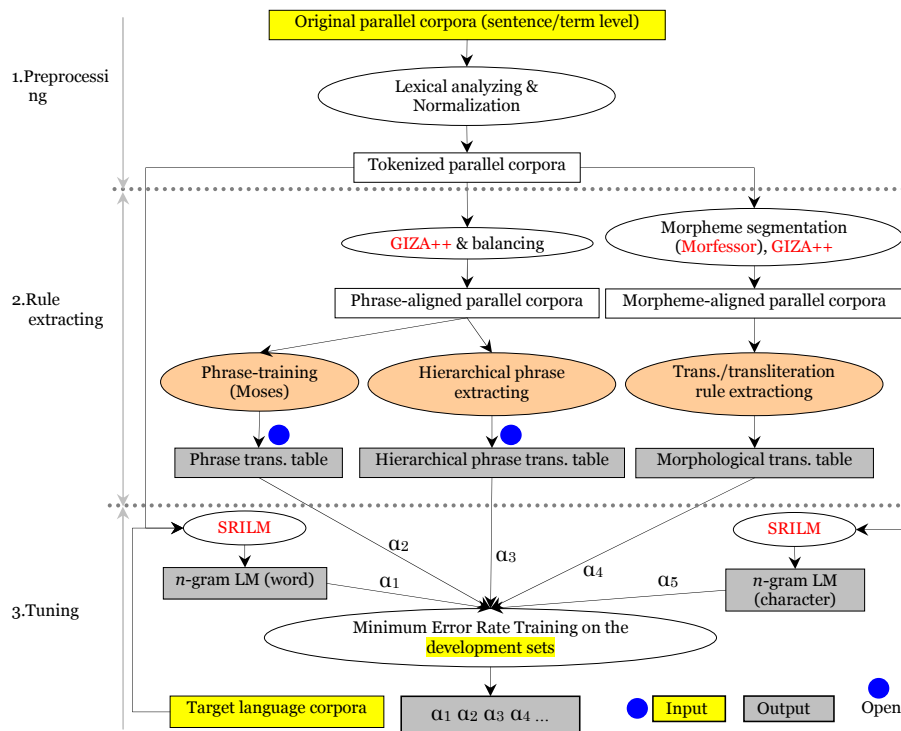 Original parallel corpora (sentence/term level)
1.Preprocessi
ng
Lexical analyzing &
Normalization
Tokenized parallel corpora
GIZA++ & balancing
Morpheme segmentation
(Morfessor), GIZA++
2.Rule
extracting
Phrase-aligned parallel corpora
Morpheme-aligned parallel corpora
Phrase-training
(Moses)
Hierarchical phrase
extracting
Trans./transliteration
rule extractiong
Phrase trans. table
Hierarchical phrase trans. table
Morphological trans. table
SRILM
SRILM
α2
α3
α4
n-gram LM (word)
α1
α5
n-gram LM
(character)
3.Tuning
Minimum Error Rate Training on the
development sets
Target language corpora
α1 α2 α3 α4 ...
Input
Output
Open